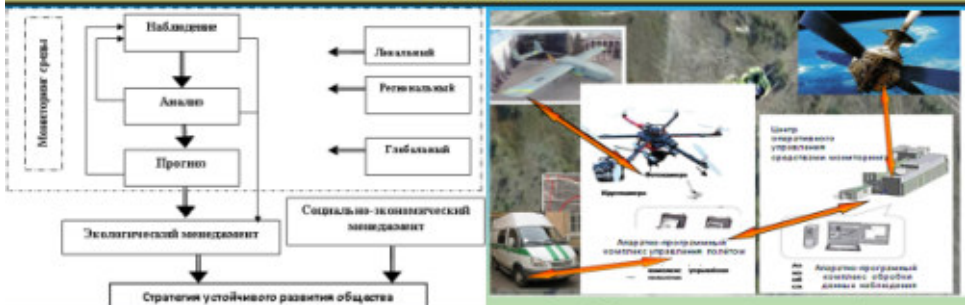 Мониторинг среды
Наблюдение
Анализ
Прогноз
Локальный
Региональный
Глобальный
Экологический менеджмент
Социально-экономический
менеджмент
Стратегия устойчивого развития общества
Центр
оперативного
управления
средствами мониторинга
Аппаратно-программный
комплекс управления полетом
Аппаратно-программный
комплекс обработки
данных наблюдения